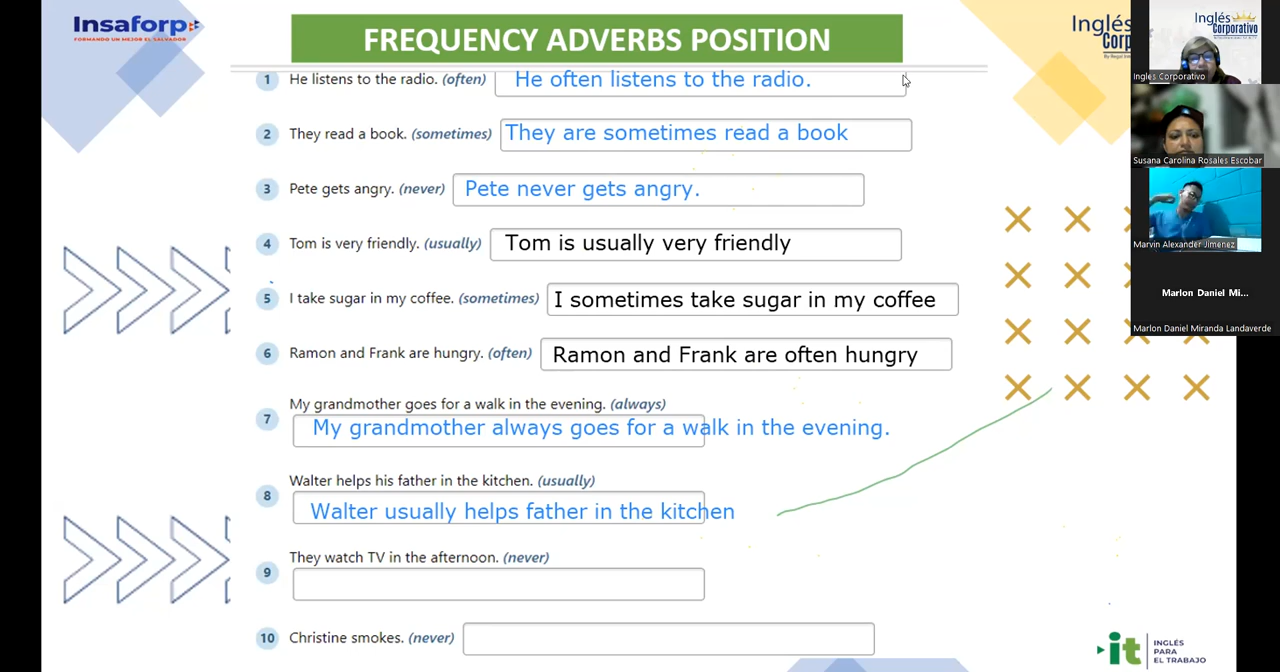 Insaforp
FORMANDO UN MEJOR EL SALVADOR
FREQUENCY ADVERBS POSITION
Inglés
Corp
Inglés
Corporativo
Ingles Corporativo
1 He listens to the radio. (often) He often listens to the radio.
2 They read a book. (sometimes) They are sometimes read a book
Susana Carolina Rosales Escobar
3 Pete gets angry. (never) Pete never gets angry.
4 Tom is very friendly. (usually) Tom is usually very friendly
Marvin Alexander Jimenez
5 I take sugar in my coffee. (sometimes) I sometimes take sugar in my coffee
Marlon Daniel Mi...
Marlon Daniel Miranda Landaverde
6 Ramon and Frank are hungry. (often) Ramon and Frank are often hungry
My grandmother goes for a walk in the evening. (always)
7 My grandmother always goes for a walk in the evening.
Walter helps his father in the kitchen. (usually)
8 Walter usually helps father in the kitchen
They watch TV in the afternoon. (never)
9
10 Christine smokes. (never)
it INGLÉS
PARA
EL TRABAJO